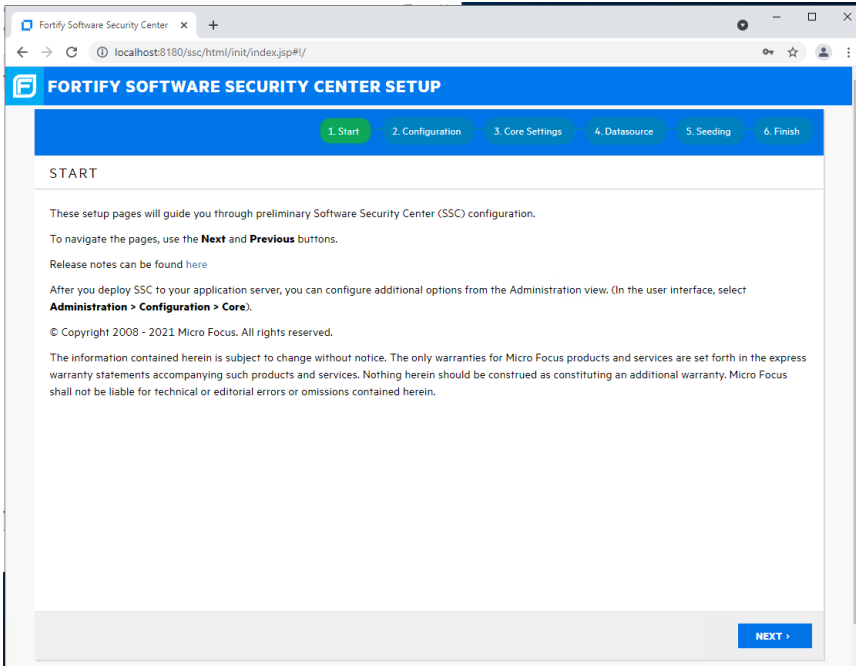 Fortify Software Security Center
localhost:8180/ssc/html/init/index.jsp#!/
FORTIFY SOFTWARE SECURITY CENTER SETUP
1. Start 2. Configuration 3. Core Settings 4. Datasource 5. Seeding 6. Finish
START
These setup pages will guide you through preliminary Software Security Center (SSC) configuration.
To navigate the pages, use the Next and Previous buttons.
Release notes can be found here
After you deploy SSC to your application server, you can configure additional options from the Administration view. (In the user interface, select
Administration > Configuration > Core).
© Copyright 2008 - 2021 Micro Focus. All rights reserved.
The information contained herein is subject to change without notice. The only warranties for Micro Focus products and services are set forth in the express
warranty statements accompanying such products and services. Nothing herein should be construed as constituting an additional warranty. Micro Focus
shall not be liable for technical or editorial errors or omissions contained herein.
NEXT ›